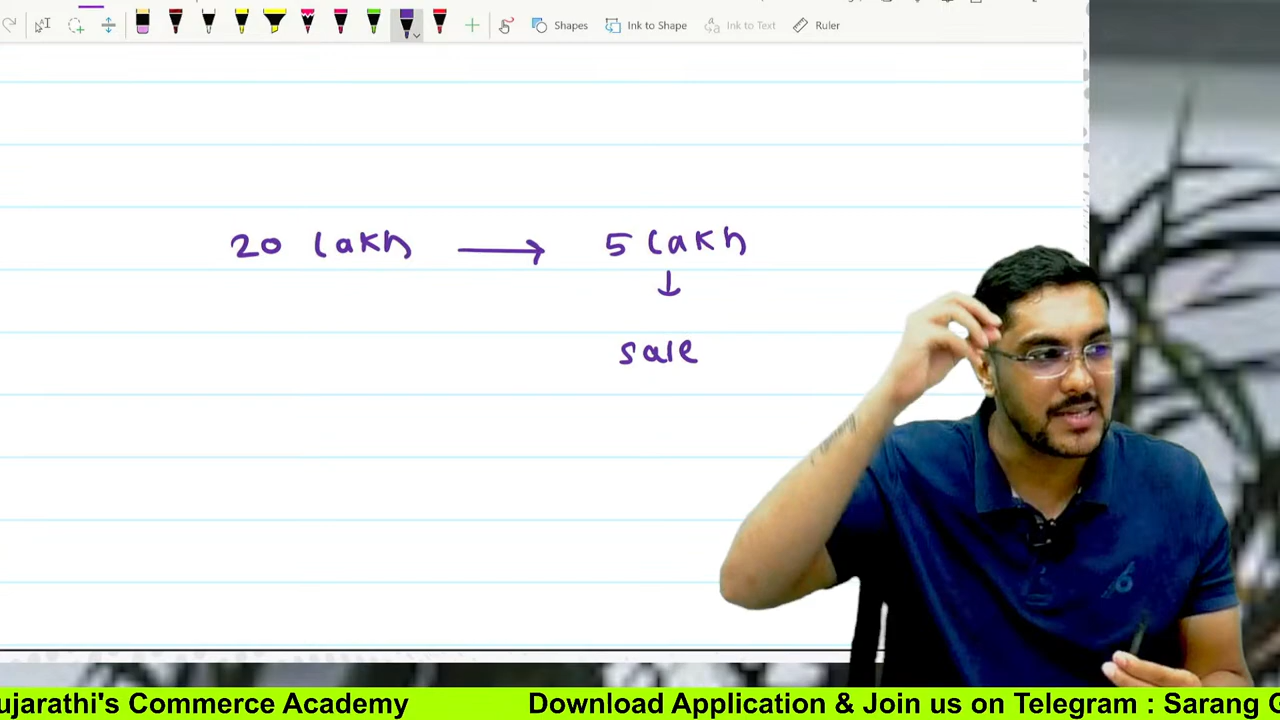 Shapes Ink to Shape Ink to Text Ruler
20 lakh → 5 lakh
↓
sale
ujarathi's Commerce Academy Download Application & Join us on Telegram : Sarang G